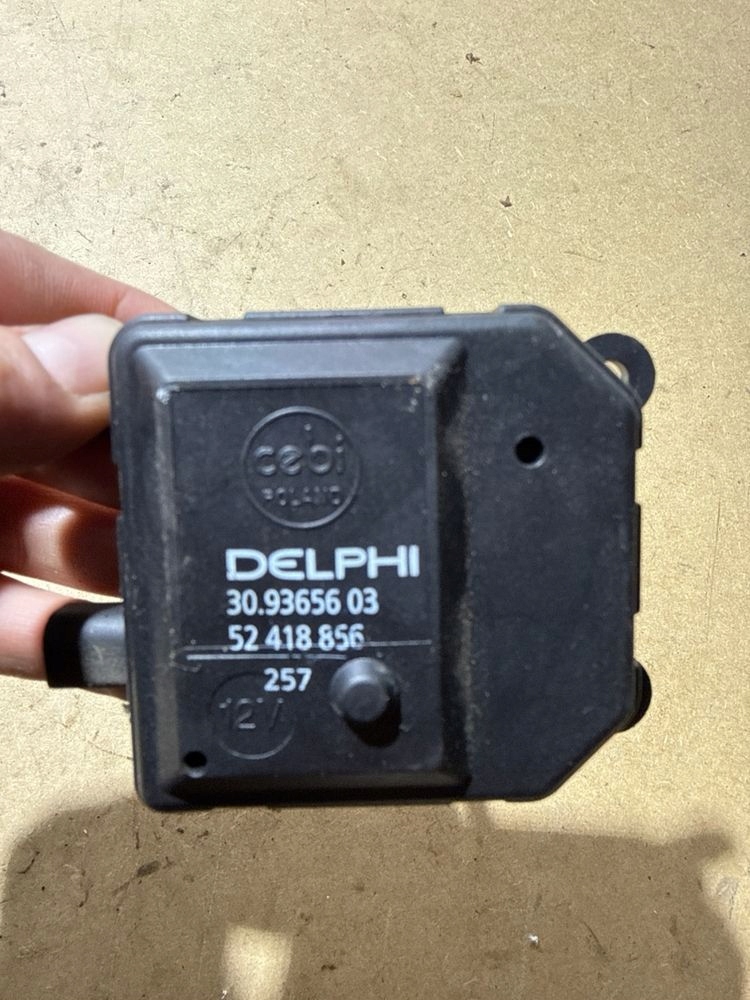 cebi
POLAND
DELPHI
30.93656 03
52 418 856
257
12V